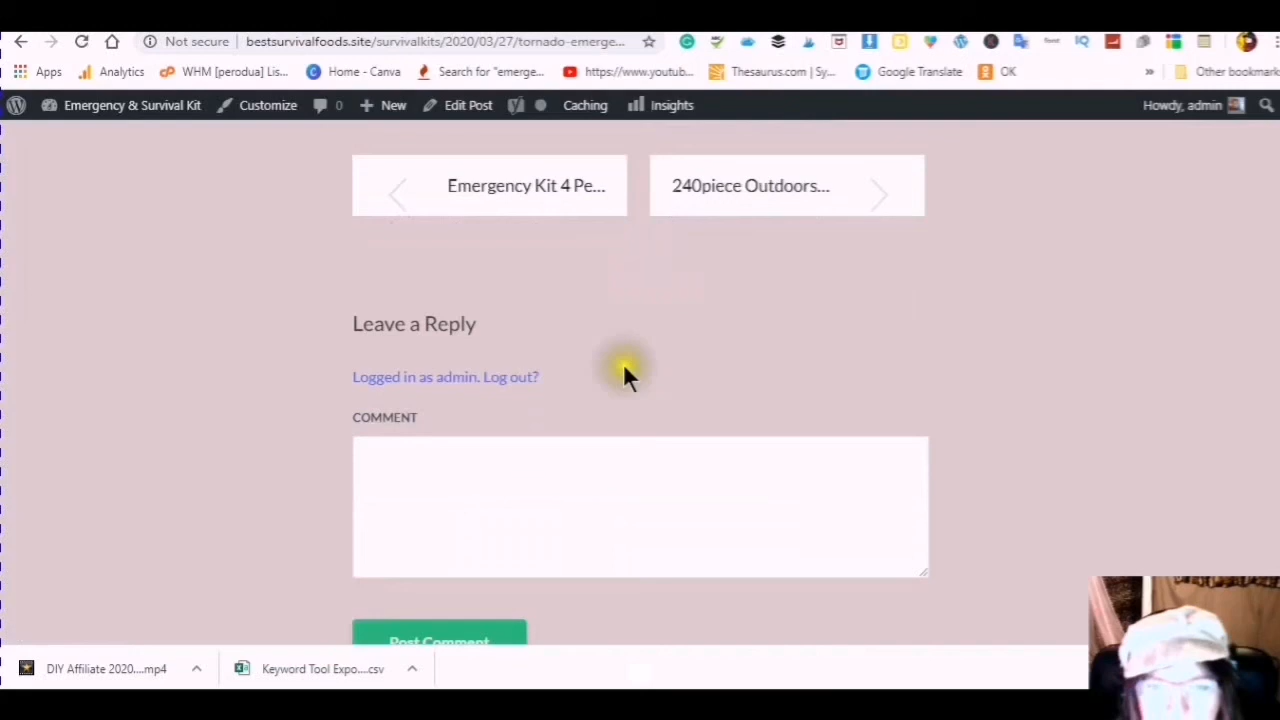 Not secure bestsurvivalfoods.site/survivalkits/2020/03/27/tornado-emerge...
Apps Analytics WHM [perodua] Lis... Home - Canva Search for "emerge... https://www.youtub... Thesaurus.com | Sy... Google Translate OK » Other bookmark
Emergency & Survival Kit Customize 0 New Edit Post Caching Insights Howdy, admin
Emergency Kit 4 Pe... 240piece Outdoors...
Leave a Reply
Logged in as admin. Log out?
COMMENT
Post Comment
DIY Affiliate 2020....mp4 Keyword Tool Expo....csv